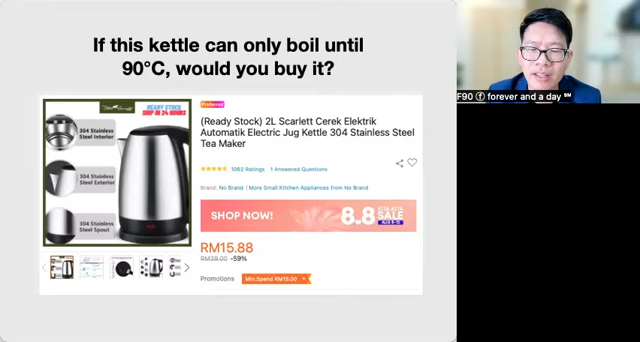 If this kettle can only boil until
90°C, would you buy it?
READY STOCK
SHIP IN 24 HOURS
304 Stainless
Steel Interior
304 Stainless
Steel Exterior
304 Stainless
Steel Spout
Preferred
(Ready Stock) 2L Scarlett Cerek Elektrik
Automatik Electric Jug Kettle 304 Stainless Steel
Tea Maker
1062 Ratings 1 Answered Questions
Brand: No Brand | More Small Kitchen Appliances from No Brand
SHOP NOW!
8.8
SALE
RM15.88
RM39.00 -59%
Promotions
Min.Spend RM18.00
F90 ⓕ forever and a day ℠